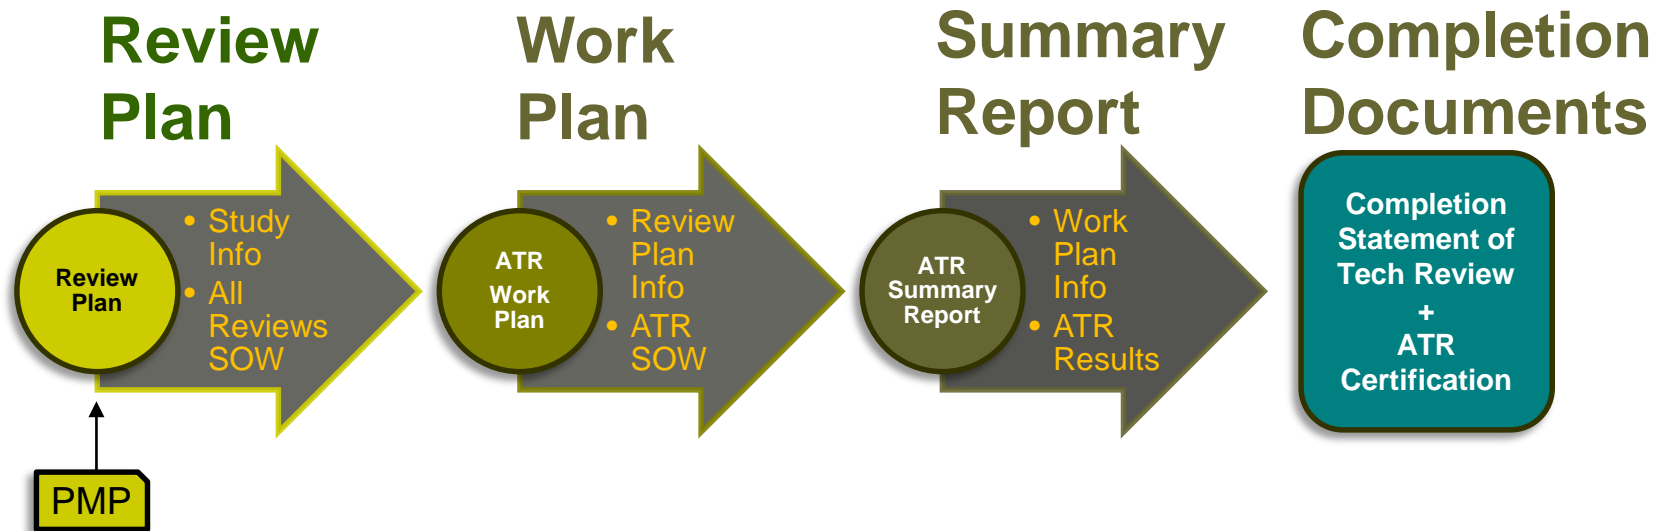 Review
Plan
Work
Plan
Summary
Report
Completion
Documents
Review
Plan
• Study
Info
• All
Reviews
SOW
ATR
Work
Plan
• Review
Plan
Info
• ATR
SOW
ATR
Summary
Report
• Work
Plan
Info
• ATR
Results
Completion
Statement of
Tech Review
+
ATR
Certification
PMP